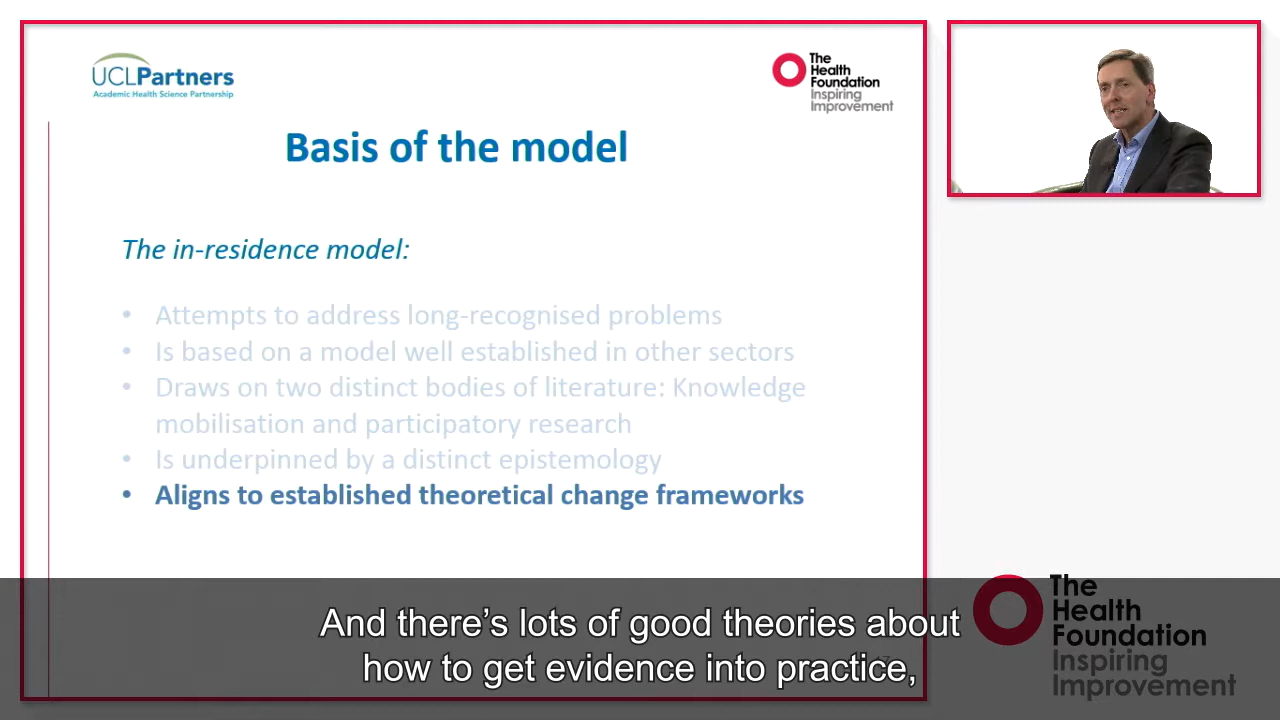 UCLPartners
Academic Health Science Partnership
The
Health
Foundation
Inspiring
Improvement
Basis of the model
The in-residence model:
• Attempts to address long-recognised problems
• Is based on a model well established in other sectors
• Draws on two distinct bodies of literature: Knowledge
mobilisation and participatory research
• Is underpinned by a distinct epistemology
• Aligns to established theoretical change frameworks
And there’s lots of good theories about
how to get evidence into practice,
The
Health
Foundation
Inspiring
Improvement